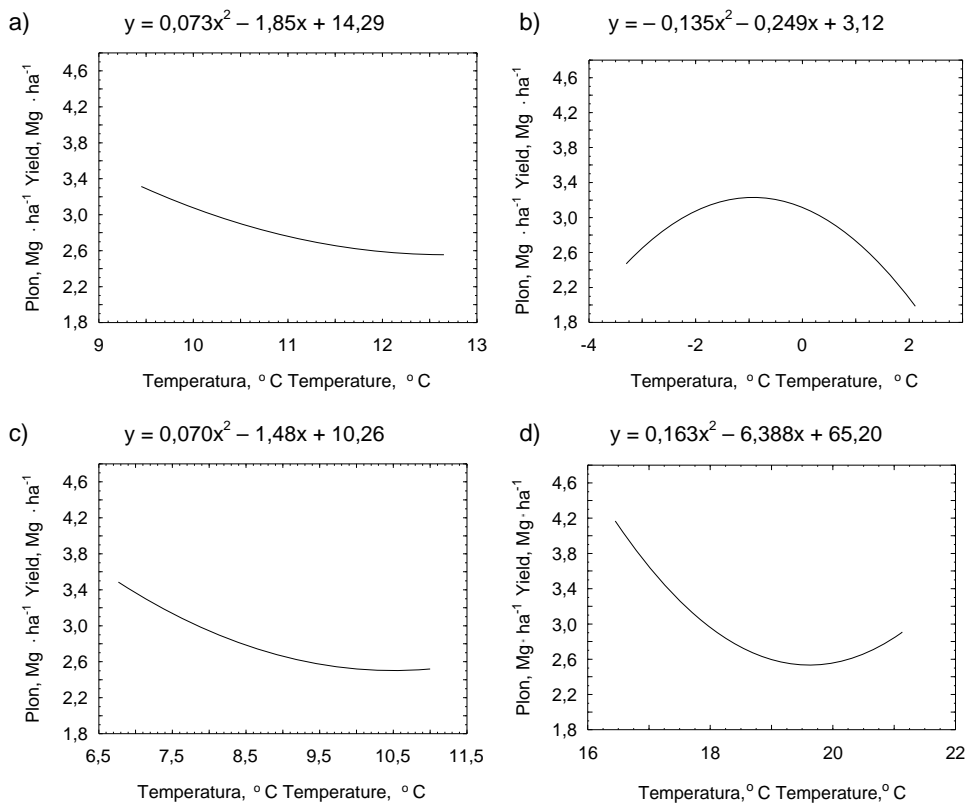 a) y = 0,073x² – 1,85x + 14,29
Plon, Mg · ha⁻¹ Yield, Mg · ha⁻¹
4,6
4,2
3,8
3,4
3,0
2,6
2,2
1,8
9 10 11 12 13
Temperatura, °C Temperature, °C
b) y = – 0,135x² – 0,249x + 3,12
Plon, Mg · ha⁻¹ Yield, Mg · ha⁻¹
4,6
4,2
3,8
3,4
3,0
2,6
2,2
1,8
-4 -2 0 2
Temperatura, °C Temperature, °C
c) y = 0,070x² – 1,48x + 10,26
Plon, Mg · ha⁻¹ Yield, Mg · ha⁻¹
4,6
4,2
3,8
3,4
3,0
2,6
2,2
1,8
6,5 7,5 8,5 9,5 10,5 11,5
Temperatura, °C Temperature, °C
d) y = 0,163x² – 6,388x + 65,20
Plon, Mg · ha⁻¹ Yield, Mg · ha⁻¹
4,6
4,2
3,8
3,4
3,0
2,6
2,2
1,8
16 18 20 22
Temperatura,°C Temperature,°C